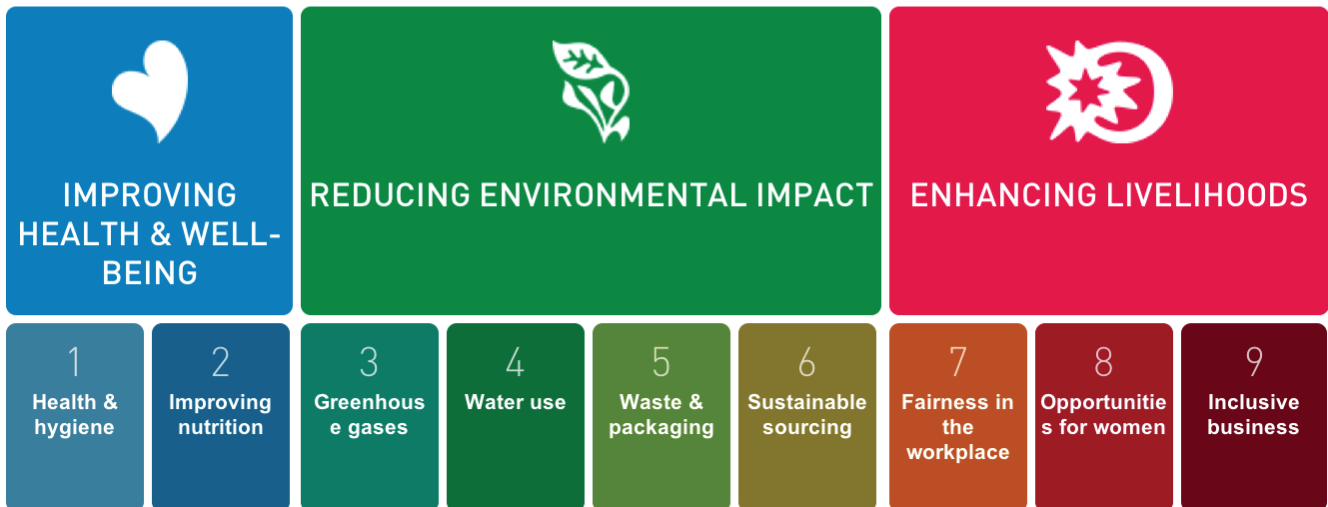 IMPROVING
HEALTH & WELL-
BEING
REDUCING ENVIRONMENTAL IMPACT
ENHANCING LIVELIHOODS
1
Health &
hygiene
2
Improving
nutrition
3
Greenhous
e gases
4
Water use
5
Waste &
packaging
6
Sustainable
sourcing
7
Fairness in
the
workplace
8
Opportunitie
s for women
9
Inclusive
business